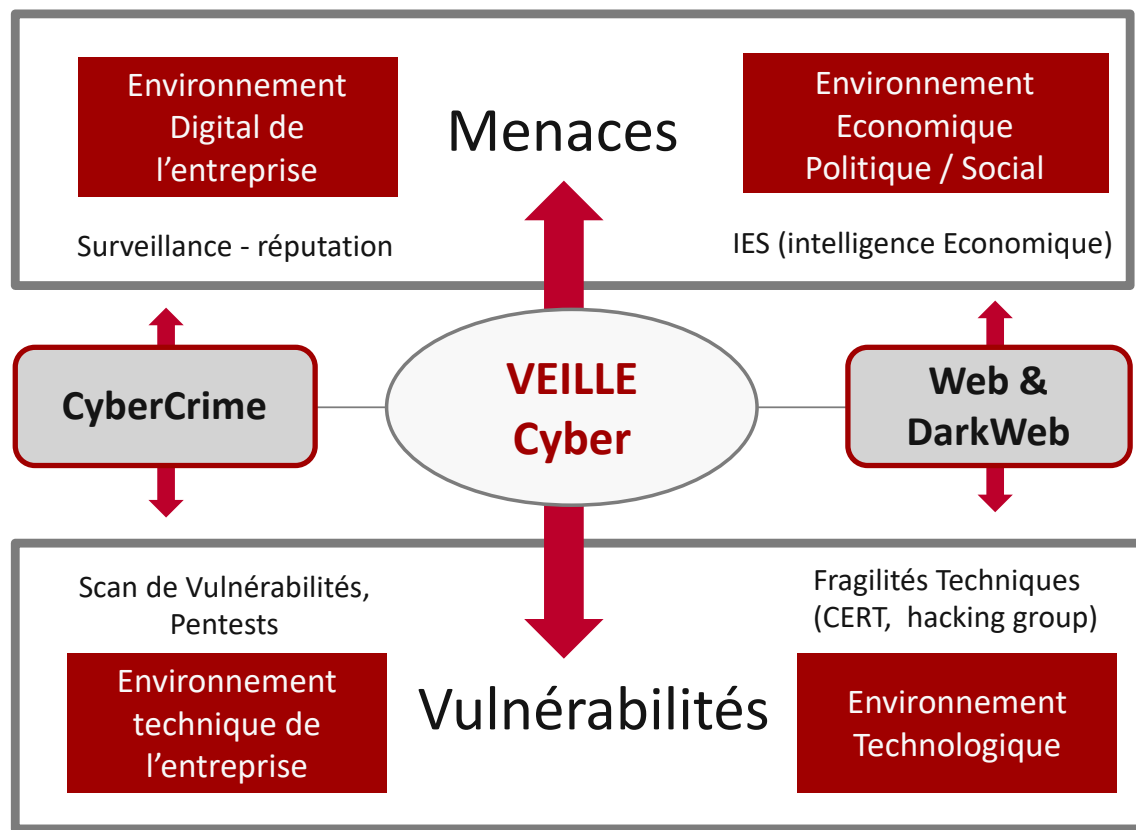 Environnement
Digital de
l’entreprise
Menaces
Environnement
Economique
Politique / Social
Surveillance - réputation
IES (intelligence Economique)
CyberCrime
VEILLE
Cyber
Web &
DarkWeb
Scan de Vulnérabilités,
Pentests
Fragilités Techniques
(CERT, hacking group)
Environnement
technique de
l’entreprise
Vulnérabilités
Environnement
Technologique